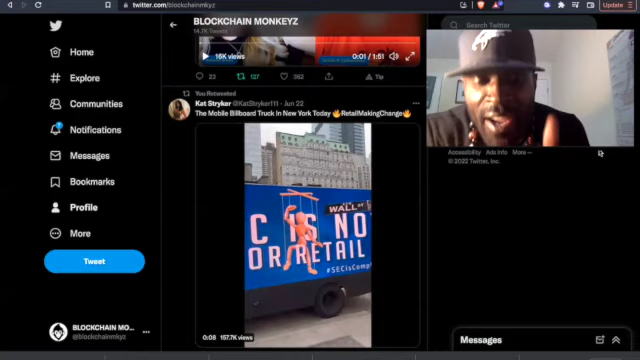 twitter.com/blockchainmkyz
Update
BLOCKCHAIN MONKEYZ
14.7K Tweets
Search Twitter
16K views
0:01 / 1:51
23
127
362
Tip
Home
Explore
Communities
Notifications
Messages
Bookmarks
Profile
More
Tweet
BLOCKCHAIN MO...
@blockchainmkyz
You Retweeted
Kat Stryker @KatStryker111 · Jun 22
The Mobile Billboard Truck In New York Today 🔥RetailMakingChange🔥
WALL ST
C IS NO
OR RETAIL
#SECisComp
0:08 157.7K views
Accessibility Ads Info More ···
© 2022 Twitter, Inc.
Messages